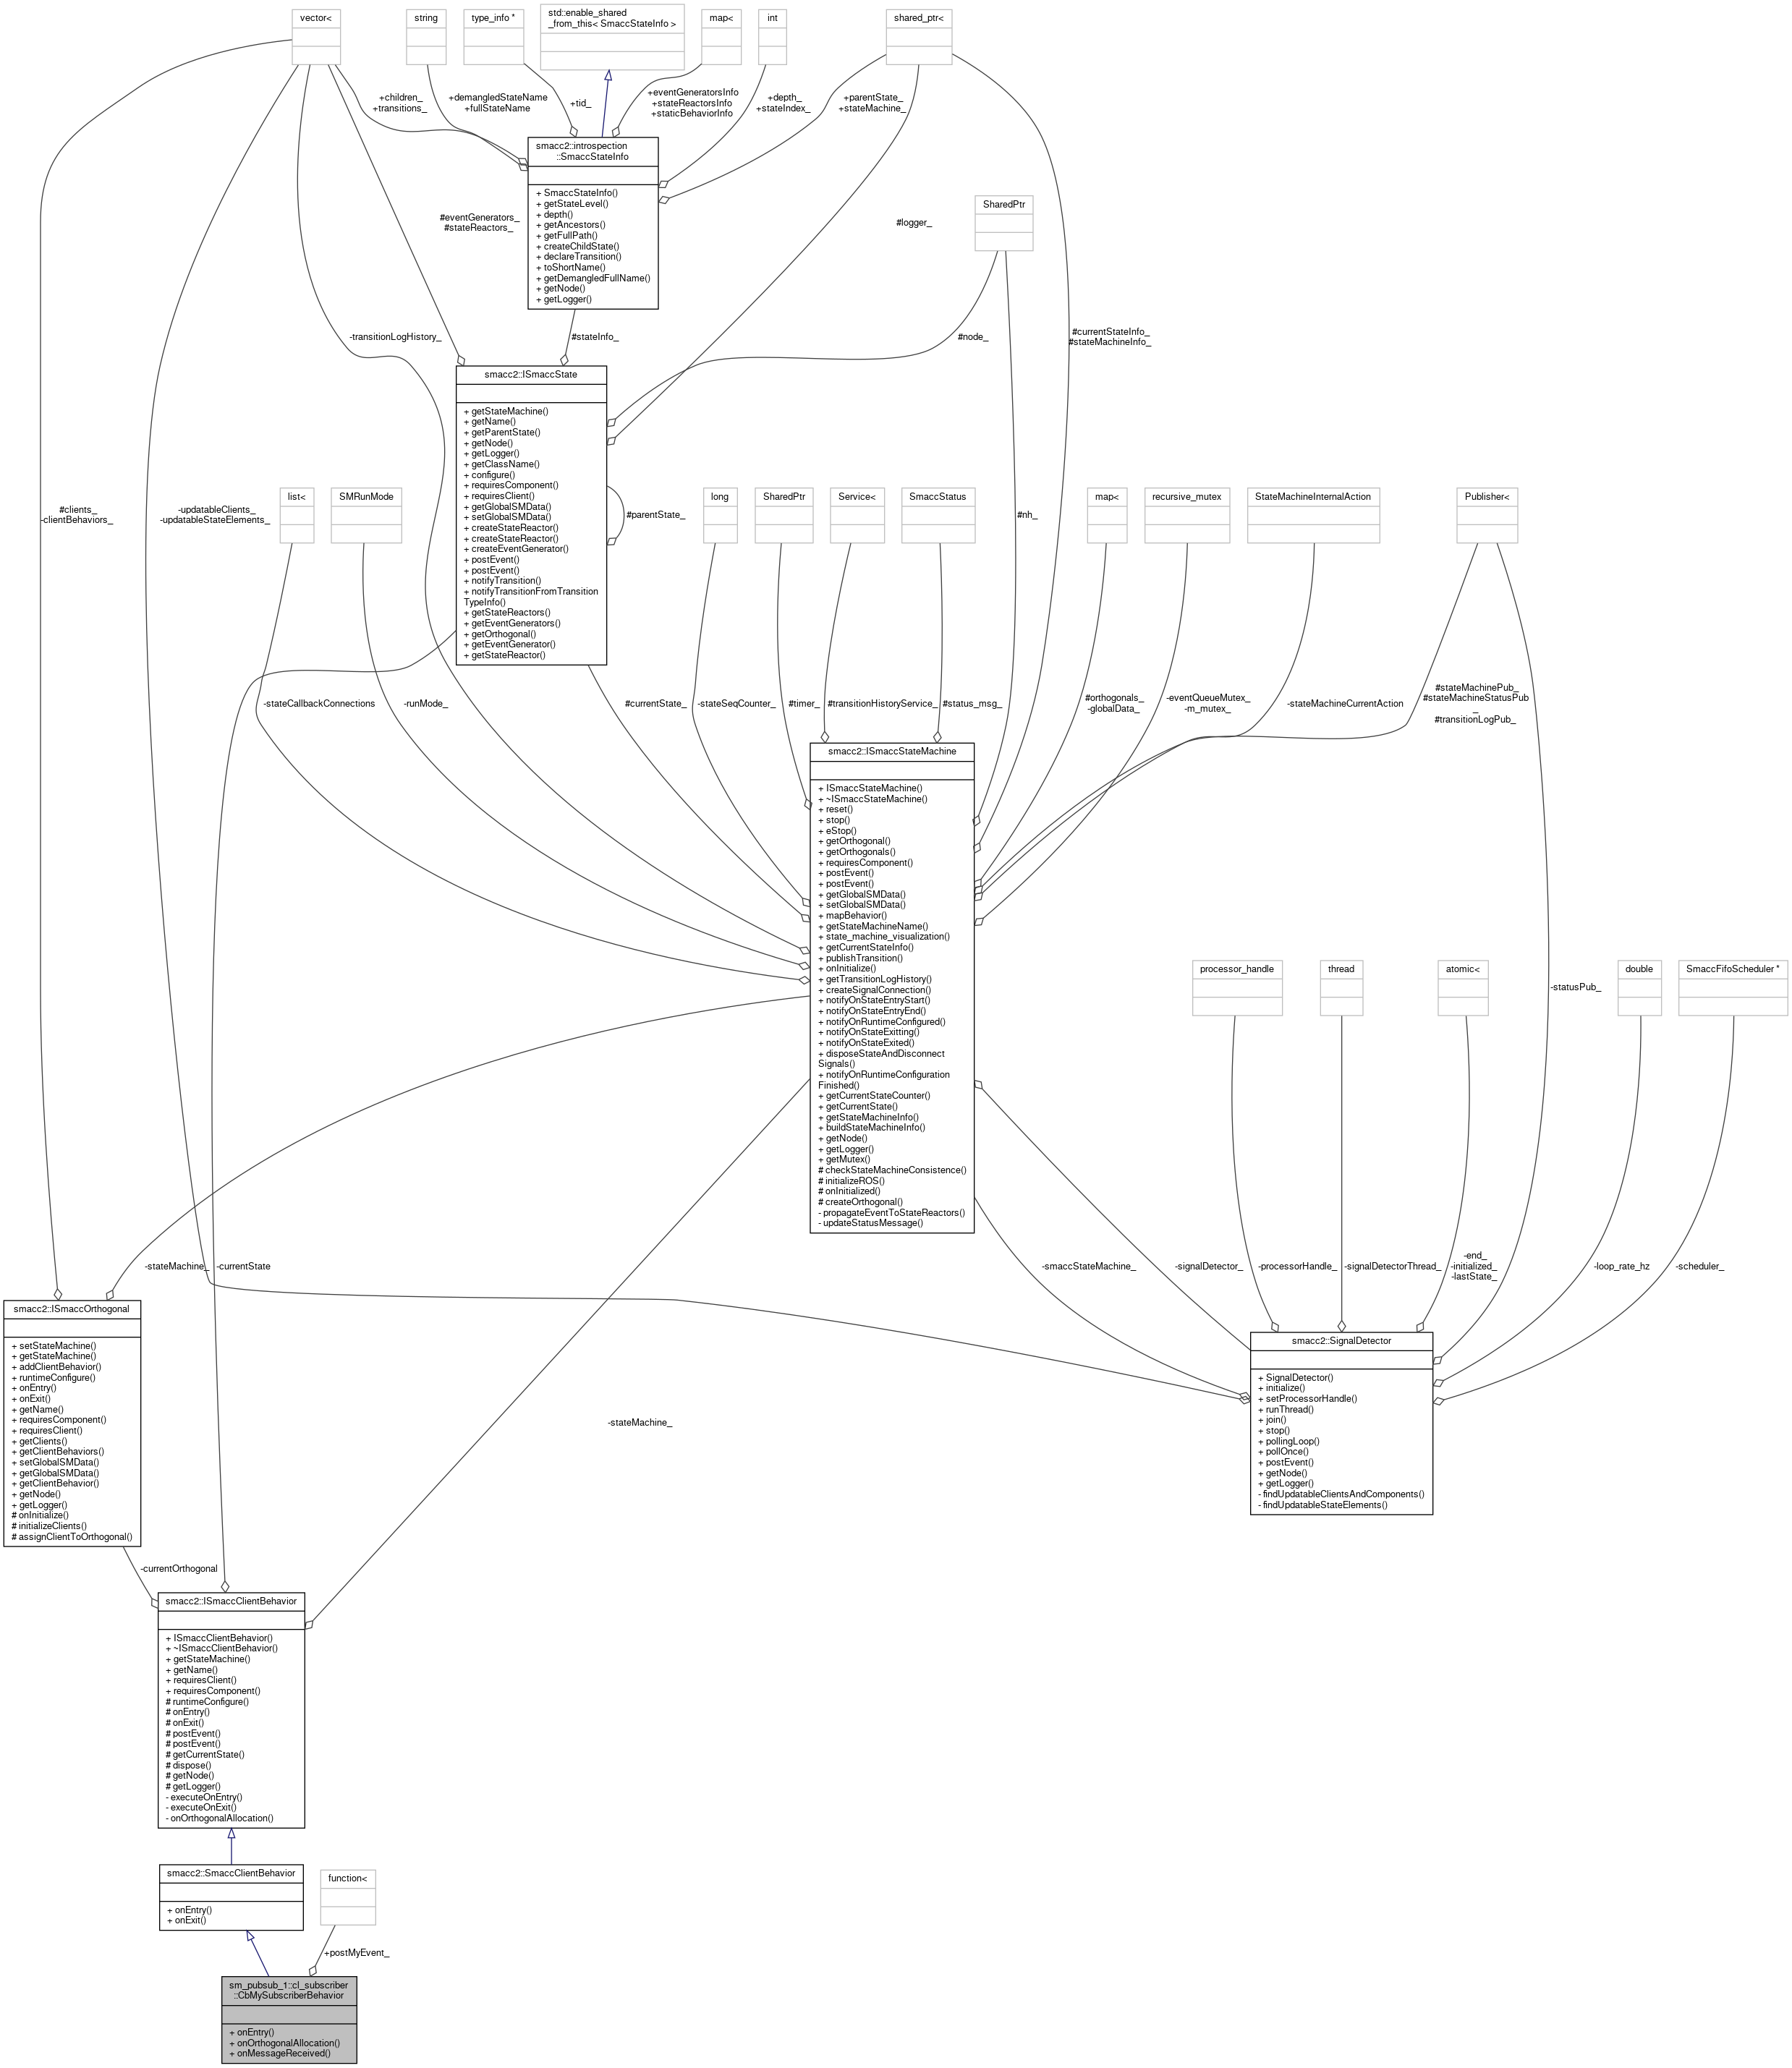 vector<
string
type_info *
std::enable_shared
_from_this< SmaccStateInfo >
map<
int
shared_ptr<
+children_
+transitions_
+demangledStateName
+fullStateName
+tid_
+eventGeneratorsInfo
+stateReactorsInfo
+staticBehaviorInfo
+depth_
+stateIndex_
+parentState_
+stateMachine_
smacc2::introspection
::SmaccStateInfo
+ SmaccStateInfo()
+ getStateLevel()
+ depth()
+ getAncestors()
+ getFullPath()
+ createChildState()
+ declareTransition()
+ toShortName()
+ getDemangledFullName()
+ getNode()
+ getLogger()
SharedPtr
#eventGenerators_
#stateReactors_
#logger_
-transitionLogHistory_
#stateInfo_
#node_
#currentStateInfo_
#stateMachineInfo_
smacc2::ISmaccState
+ getStateMachine()
+ getName()
+ getParentState()
+ getNode()
+ getLogger()
+ getClassName()
+ configure()
+ requiresComponent()
+ requiresClient()
+ getGlobalSMData()
+ setGlobalSMData()
+ createStateReactor()
+ createStateReactor()
+ createEventGenerator()
+ postEvent()
+ postEvent()
+ notifyTransition()
+ notifyTransitionFromTransition
TypeInfo()
+ getStateReactors()
+ getEventGenerators()
+ getOrthogonal()
+ getEventGenerator()
+ getStateReactor()
#clients_
-clientBehaviors_
-updatableClients_
-updatableStateElements_
list<
SMRunMode
#parentState_
long
SharedPtr
Service<
SmaccStatus
#nh_
map<
recursive_mutex
StateMachineInternalAction
Publisher<
-stateCallbackConnections
-runMode_
#currentState_
-stateSeqCounter_
#timer_
#transitionHistoryService_
#status_msg_
#orthogonals_
-globalData_
-eventQueueMutex_
-m_mutex_
-stateMachineCurrentAction
#stateMachinePub_
#stateMachineStatusPub
_
#transitionLogPub_
smacc2::ISmaccStateMachine
+ ISmaccStateMachine()
+ ~ISmaccStateMachine()
+ reset()
+ stop()
+ eStop()
+ getOrthogonal()
+ getOrthogonals()
+ requiresComponent()
+ postEvent()
+ postEvent()
+ getGlobalSMData()
+ setGlobalSMData()
+ mapBehavior()
+ getStateMachineName()
+ state_machine_visualization()
+ getCurrentStateInfo()
+ publishTransition()
+ onInitialize()
+ getTransitionLogHistory()
+ createSignalConnection()
+ notifyOnStateEntryStart()
+ notifyOnStateEntryEnd()
+ notifyOnRuntimeConfigured()
+ notifyOnStateExitting()
+ notifyOnStateExited()
+ disposeStateAndDisconnect
Signals()
+ notifyOnRuntimeConfiguration
Finished()
+ getCurrentStateCounter()
+ getCurrentState()
+ getStateMachineInfo()
+ buildStateMachineInfo()
+ getNode()
+ getLogger()
+ getMutex()
# checkStateMachineConsistence()
# initializeROS()
# onInitialized()
# createOrthogonal()
- propagateEventToStateReactors()
- updateStatusMessage()
processor_handle
thread
atomic<
-statusPub_
double
SmaccFifoScheduler *
-stateMachine_
-currentState
-smaccStateMachine_
-signalDetector_
-processorHandle_
-signalDetectorThread_
-end_
-initialized_
-lastState_
-loop_rate_hz
-scheduler_
smacc2::ISmaccOrthogonal
+ setStateMachine()
+ getStateMachine()
+ addClientBehavior()
+ runtimeConfigure()
+ onEntry()
+ onExit()
+ getName()
+ requiresComponent()
+ requiresClient()
+ getClients()
+ getClientBehaviors()
+ setGlobalSMData()
+ getGlobalSMData()
+ getClientBehavior()
+ getNode()
+ getLogger()
# onInitialize()
# initializeClients()
# assignClientToOrthogonal()
-stateMachine_
smacc2::SignalDetector
+ SignalDetector()
+ initialize()
+ setProcessorHandle()
+ runThread()
+ join()
+ stop()
+ pollingLoop()
+ pollOnce()
+ postEvent()
+ getNode()
+ getLogger()
- findUpdatableClientsAndComponents()
- findUpdatableStateElements()
-currentOrthogonal
smacc2::ISmaccClientBehavior
+ ISmaccClientBehavior()
+ ~ISmaccClientBehavior()
+ getStateMachine()
+ getName()
+ requiresClient()
+ requiresComponent()
# runtimeConfigure()
# onEntry()
# onExit()
# postEvent()
# postEvent()
# getCurrentState()
# dispose()
# getNode()
# getLogger()
- executeOnEntry()
- executeOnExit()
- onOrthogonalAllocation()
smacc2::SmaccClientBehavior
+ onEntry()
+ onExit()
function<
+postMyEvent_
sm_pubsub_1::cl_subscriber
::CbMySubscriberBehavior
+ onEntry()
+ onOrthogonalAllocation()
+ onMessageReceived()